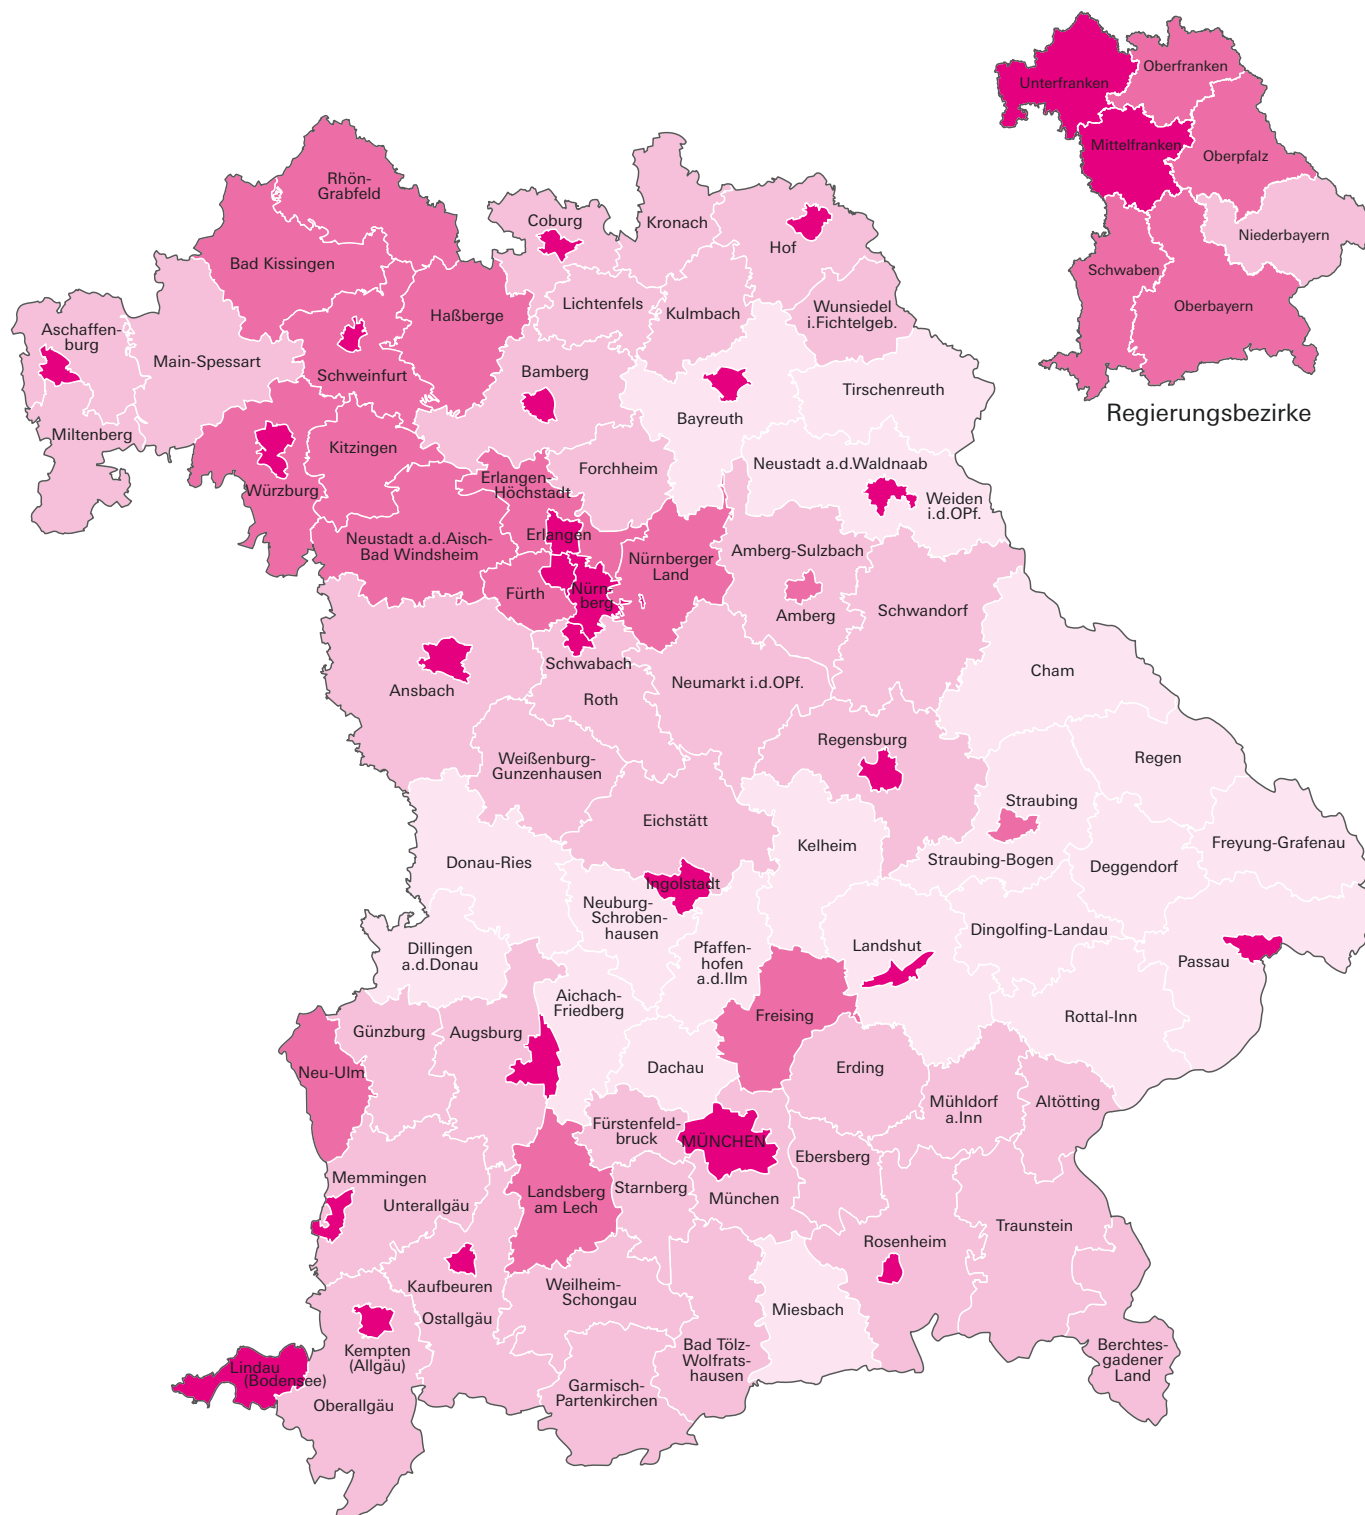 Unterfranken
Oberfranken
Mittelfranken
Oberpfalz
Niederbayern
Schwaben
Oberbayern
Regierungsbezirke
Rhön-
Grabfeld
Coburg
Kronach
Hof
Bad Kissingen
Haßberge
Lichtenfels
Kulmbach
Wunsiedel
i.Fichtelgeb.
Aschaffen-
burg
Main-Spessart
Schweinfurt
Bamberg
Bayreuth
Tirschenreuth
Miltenberg
Würzburg
Kitzingen
Erlangen-
Höchstadt
Forchheim
Neustadt a.d.Waldnaab
Weiden
i.d.OPf.
Neustadt a.d.Aisch-
Bad Windsheim
Erlangen
Fürth
Nürn-
berg
Nürnberger
Land
Amberg-Sulzbach
Amberg
Schwandorf
Ansbach
Schwabach
Roth
Neumarkt i.d.OPf.
Cham
Weißenburg-
Gunzenhausen
Regensburg
Regen
Eichstätt
Straubing
Freyung-Grafenau
Donau-Ries
Kelheim
Straubing-Bogen
Deggendorf
Ingolstadt
Neuburg-
Schroben-
hausen
Dillingen
a.d.Donau
Pfaffen-
hofen
a.d.Ilm
Landshut
Dingolfing-Landau
Passau
Aichach-
Friedberg
Freising
Rottal-Inn
Günzburg
Augsburg
Neu-Ulm
Dachau
Erding
Mühldorf
a.Inn
Altötting
Fürstenfeld-
bruck
MÜNCHEN
Ebersberg
Memmingen
Unterallgäu
Landsberg
am Lech
Starnberg
München
Traunstein
Rosenheim
Kaufbeuren
Ostallgäu
Weilheim-
Schongau
Miesbach
Kempten
(Allgäu)
Lindau
(Bodensee)
Oberallgäu
Bad Tölz-
Wolfrats-
hausen
Garmisch-
Partenkirchen
Berchtes-
gadener
Land